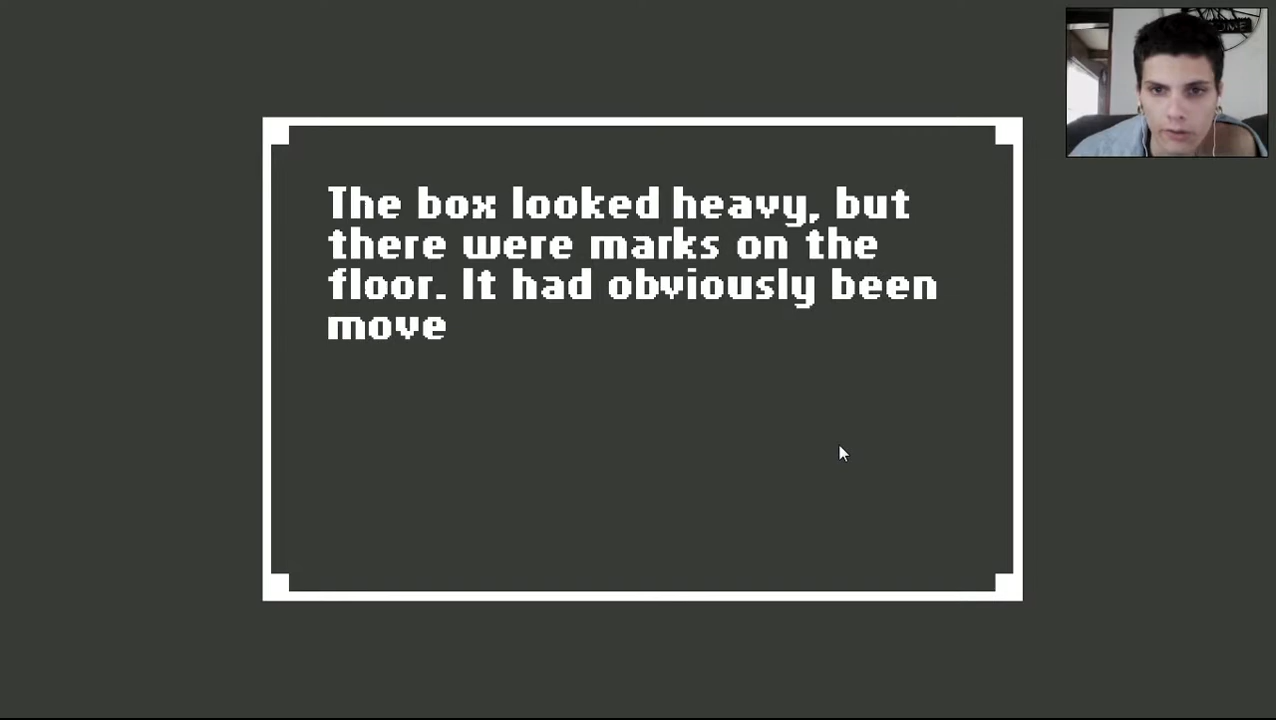 The box looked heavy, but
there were marks on the
floor. It had obviously been
move